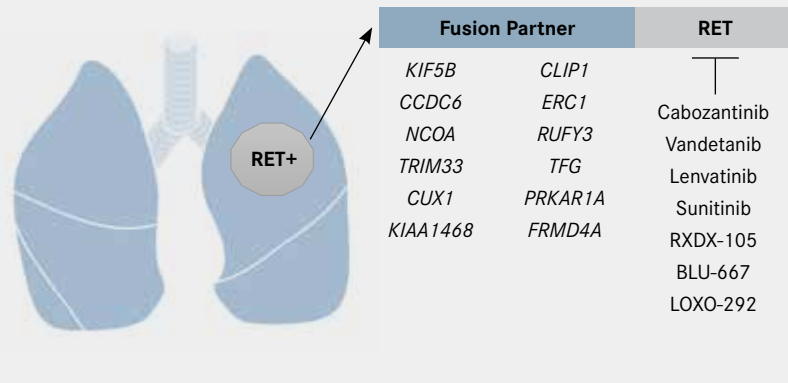 Fusion Partner RET
KIF5B CLIP1
CCDC6 ERC1
NCOA RUFY3
TRIM33 TFG
CUX1 PRKAR1A
KIAA1468 FRMD4A
Cabozantinib
Vandetanib
Lenvatinib
Sunitinib
RXDX-105
BLU-667
LOXO-292
RET+